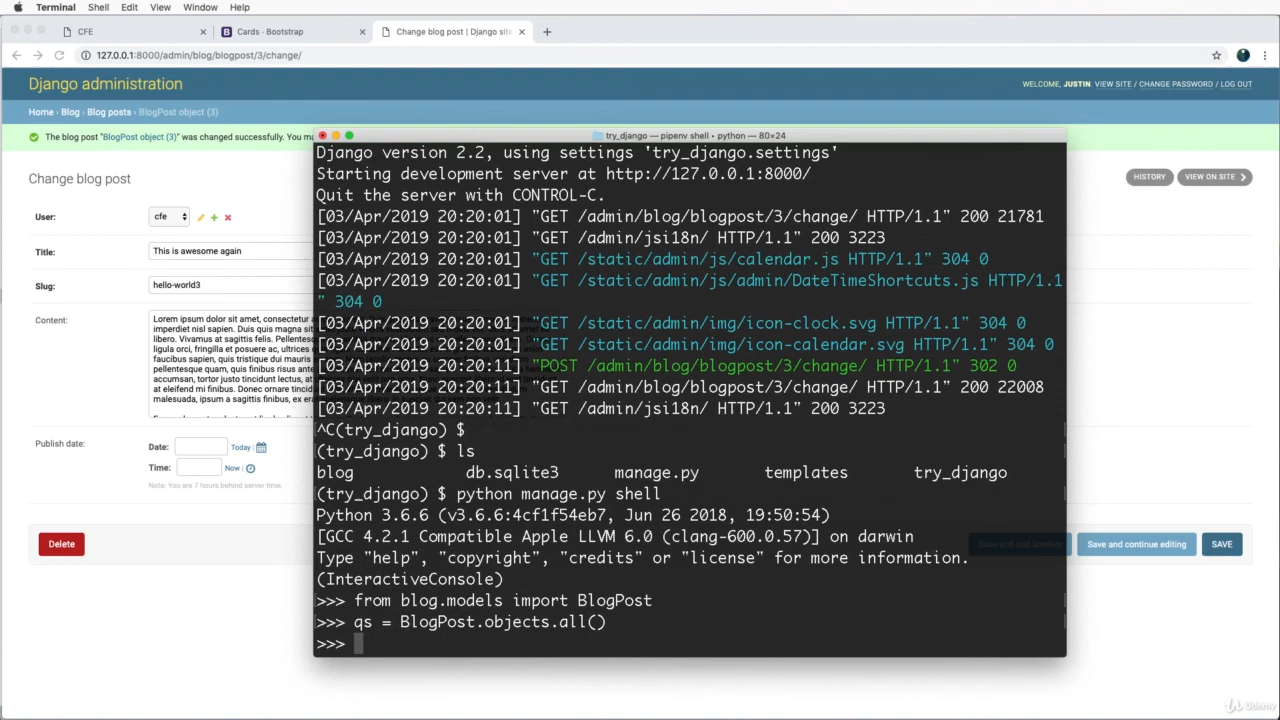 Terminal Shell Edit View Window Help
CFE Cards · Bootstrap Change blog post | Django site
127.0.0.1:8000/admin/blog/blogpost/3/change/
Django administration
WELCOME, JUSTIN. VIEW SITE / CHANGE PASSWORD / LOG OUT
Home › Blog › Blog posts › BlogPost object (3)
The blog post "BlogPost object (3)" was changed successfully. You ma
Change blog post
HISTORY VIEW ON SITE
User: cfe
Title: This is awesome again
Slug: hello-world3
Content: Lorem ipsum dolor sit amet, consectetur
imperdiet nisl sapien. Duis quis magna sit
libero. Vivamus at sagittis felis. Pellentesque
ligula orci, fringilla et posuere ac, ultrices
faucibus sapien, quis tristique dui mauris
pellentesque quam, quis finibus risus ante
accumsan, tortor justo tincidunt lectus, at
at eleifend mi massa in nisl. Donec ornare tincidunt
magna, a sagittis finibus, ex era
Publish date: Date: Today
Time: Now
Note: You are 7 hours behind server time.
Delete
Save and add another Save and continue editing SAVE
try_django — pipenv shell • python — 80×24
Django version 2.2, using settings 'try_django.settings'
Starting development server at http://127.0.0.1:8000/
Quit the server with CONTROL-C.
[03/Apr/2019 20:20:01] "GET /admin/blog/blogpost/3/change/ HTTP/1.1" 200 21781
[03/Apr/2019 20:20:01] "GET /admin/jsi18n/ HTTP/1.1" 200 3223
[03/Apr/2019 20:20:01] "GET /static/admin/js/calendar.js HTTP/1.1" 304 0
[03/Apr/2019 20:20:01] "GET /static/admin/js/admin/DateTimeShortcuts.js HTTP/1.1
" 304 0
[03/Apr/2019 20:20:01] "GET /static/admin/img/icon-clock.svg HTTP/1.1" 304 0
[03/Apr/2019 20:20:01] "GET /static/admin/img/icon-calendar.svg HTTP/1.1" 304 0
[03/Apr/2019 20:20:11] "POST /admin/blog/blogpost/3/change/ HTTP/1.1" 302 0
[03/Apr/2019 20:20:11] "GET /admin/blog/blogpost/3/change/ HTTP/1.1" 200 22008
[03/Apr/2019 20:20:11] "GET /admin/jsi18n/ HTTP/1.1" 200 3223
^C(try_django) $
(try_django) $ ls
blog db.sqlite3 manage.py templates try_django
(try_django) $ python manage.py shell
Python 3.6.6 (v3.6.6:4cf1f54eb7, Jun 26 2018, 19:50:54)
[GCC 4.2.1 Compatible Apple LLVM 6.0 (clang-600.0.57)] on darwin
Type "help", "copyright", "credits" or "license" for more information.
(InteractiveConsole)
>>> from blog.models import BlogPost
>>> qs = BlogPost.objects.all()
>>>
Udemy